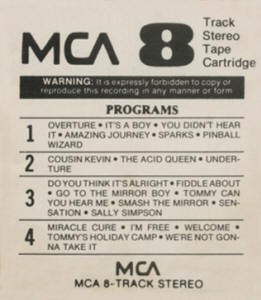 MCA 8 Track
Stereo
Tape
Cartridge
WARNING: It is expressly forbidden to copy or
reproduce this recording in any manner or form
PROGRAMS
1 OVERTURE • IT'S A BOY • YOU DIDN'T HEAR
IT • AMAZING JOURNEY • SPARKS • PINBALL
WIZARD
2 COUSIN KEVIN • THE ACID QUEEN • UNDER-
TURE
3 DO YOU THINK IT'S ALRIGHT • FIDDLE ABOUT
• GO TO THE MIRROR BOY • TOMMY CAN
YOU HEAR ME • SMASH THE MIRROR • SEN-
SATION • SALLY SIMPSON
4 MIRACLE CURE • I'M FREE • WELCOME •
TOMMY'S HOLIDAY CAMP • WE'RE NOT GON-
NA TAKE IT
MCA
MCA 8-TRACK STEREO